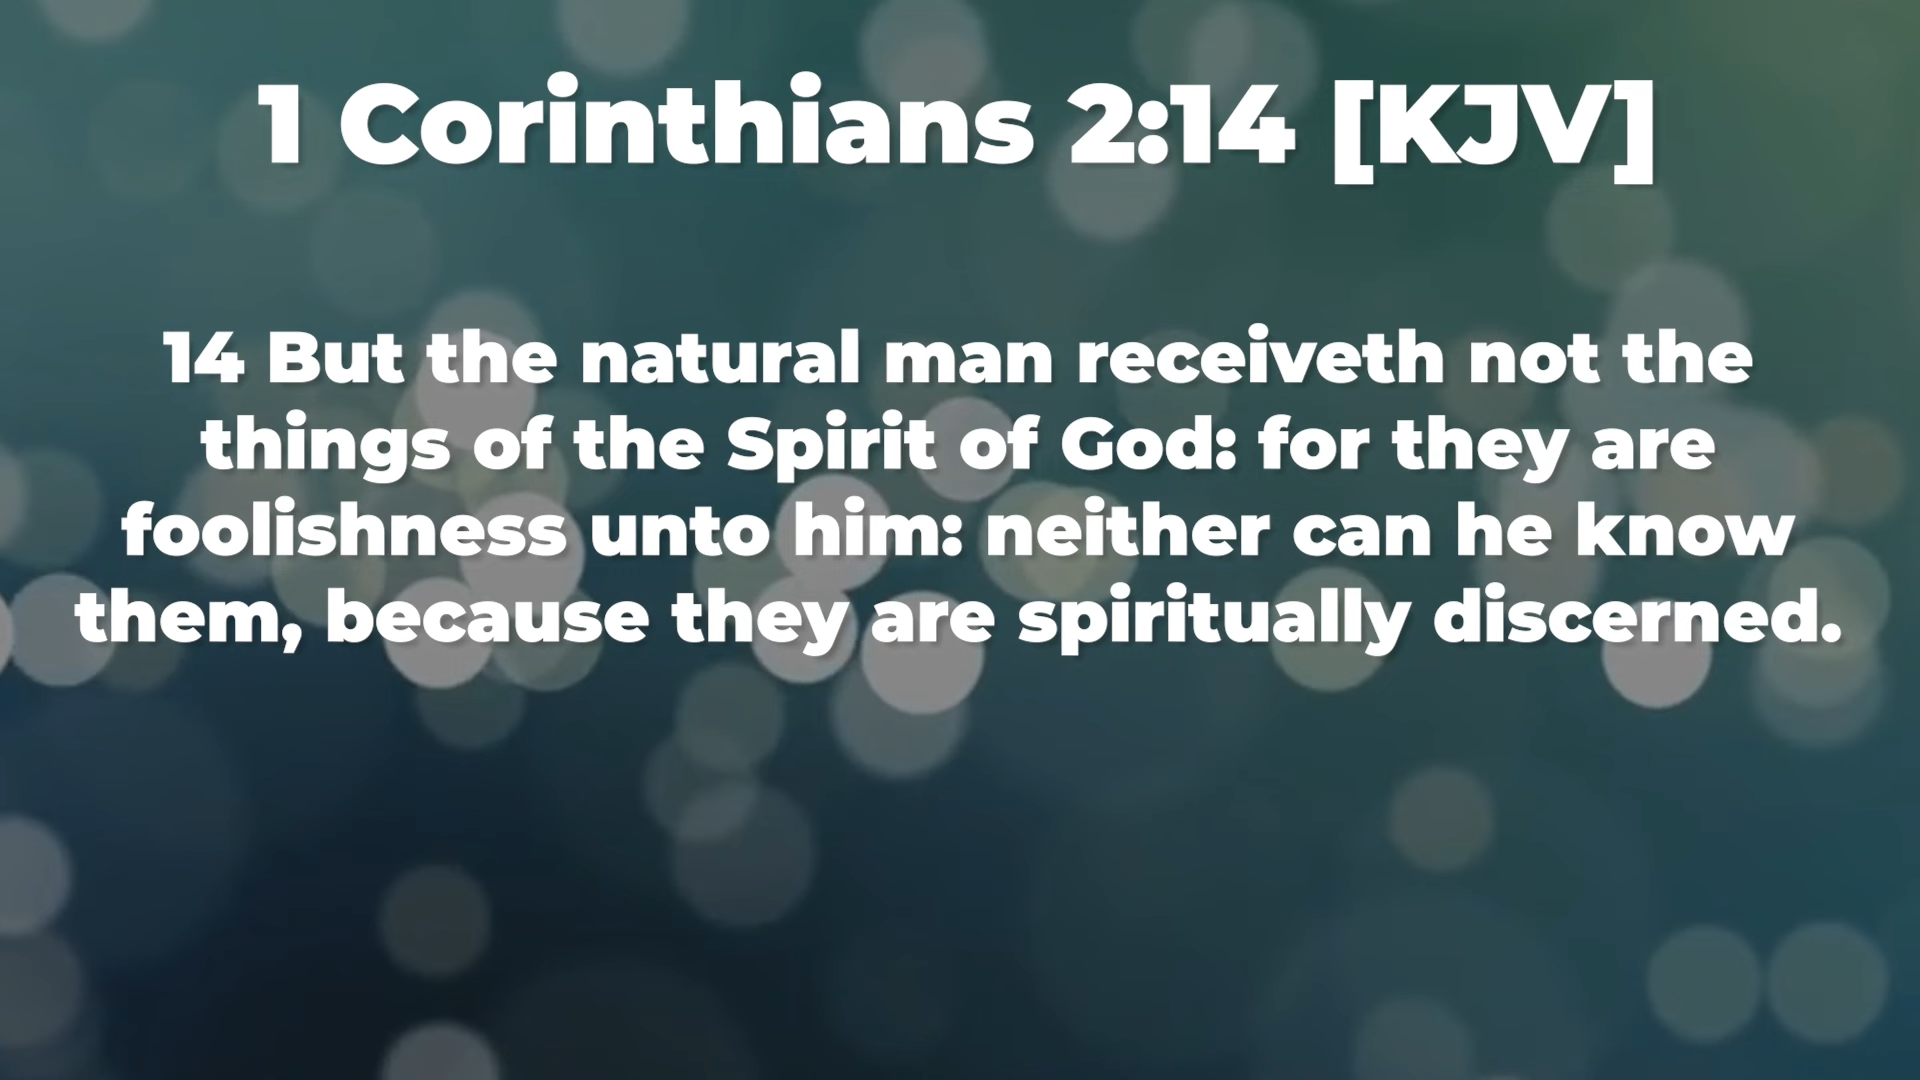 1 Corinthians 2:14 [KJV]
14 But the natural man receiveth not the
things of the Spirit of God: for they are
foolishness unto him: neither can he know
them, because they are spiritually discerned.